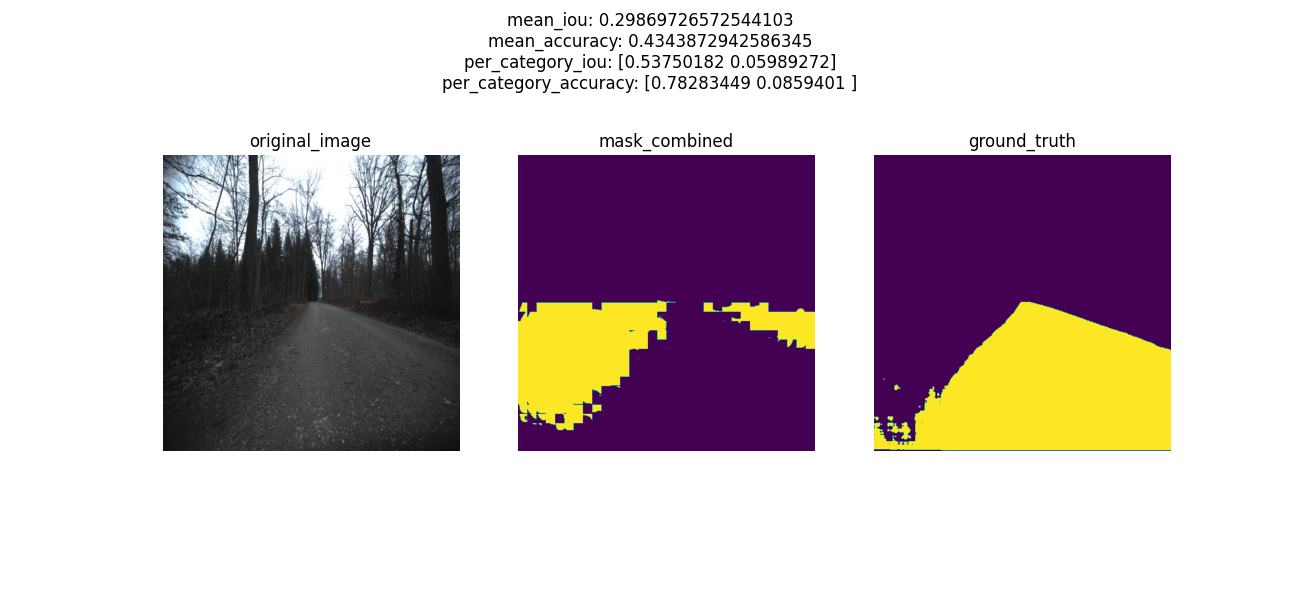 mean_iou: 0.29869726572544103
mean_accuracy: 0.4343872942586345
per_category_iou: [0.53750182 0.05989272]
per_category_accuracy: [0.78283449 0.0859401 ]
original_image
mask_combined
ground_truth